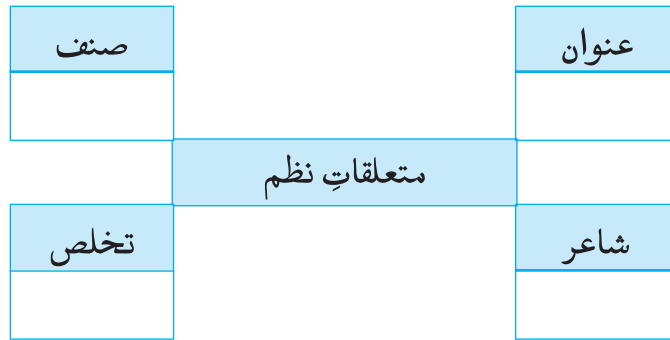 عنوان
صنف
متعلقاتِ نظم
شاعر
تخلص